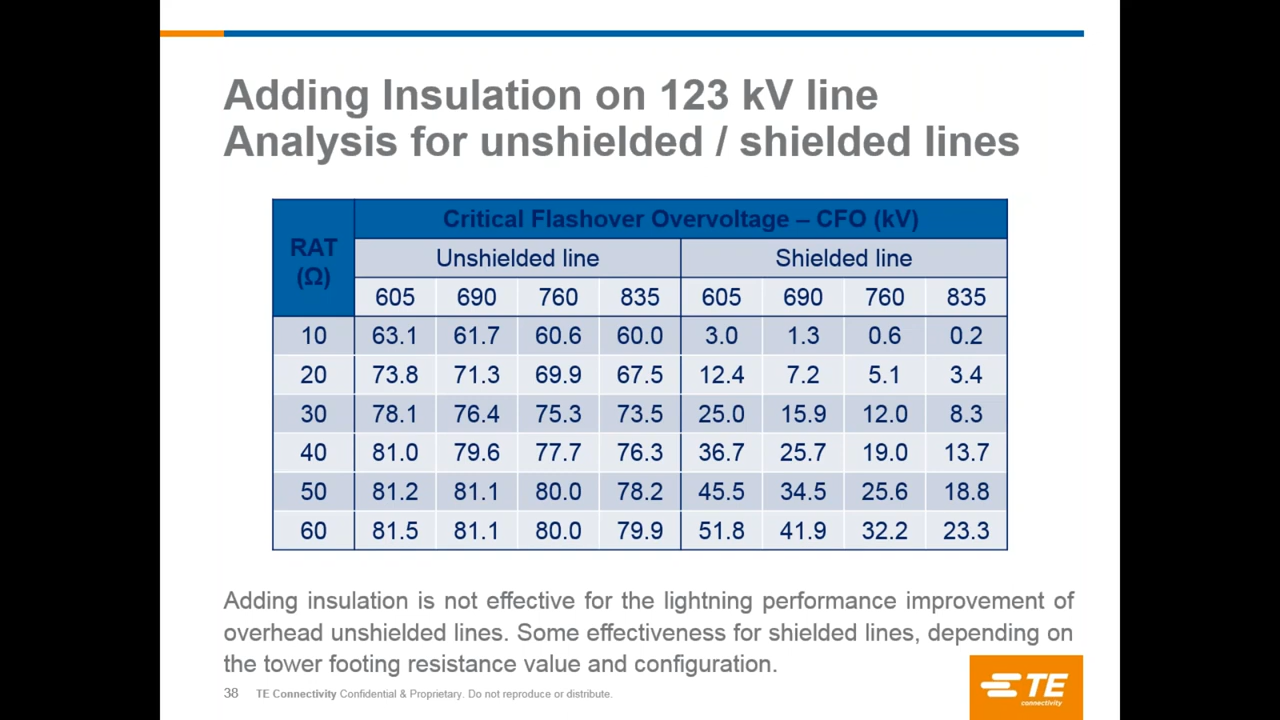 Adding Insulation on 123 kV line
Analysis for unshielded / shielded lines
RAT (Ω) Critical Flashover Overvoltage – CFO (kV)
Unshielded line Shielded line
605 690 760 835 605 690 760 835
10 63.1 61.7 60.6 60.0 3.0 1.3 0.6 0.2
20 73.8 71.3 69.9 67.5 12.4 7.2 5.1 3.4
30 78.1 76.4 75.3 73.5 25.0 15.9 12.0 8.3
40 81.0 79.6 77.7 76.3 36.7 25.7 19.0 13.7
50 81.2 81.1 80.0 78.2 45.5 34.5 25.6 18.8
60 81.5 81.1 80.0 79.9 51.8 41.9 32.2 23.3
Adding insulation is not effective for the lightning performance improvement of
overhead unshielded lines. Some effectiveness for shielded lines, depending on
the tower footing resistance value and configuration.
38 TE Connectivity Confidential & Proprietary. Do not reproduce or distribute.
TE
connectivity